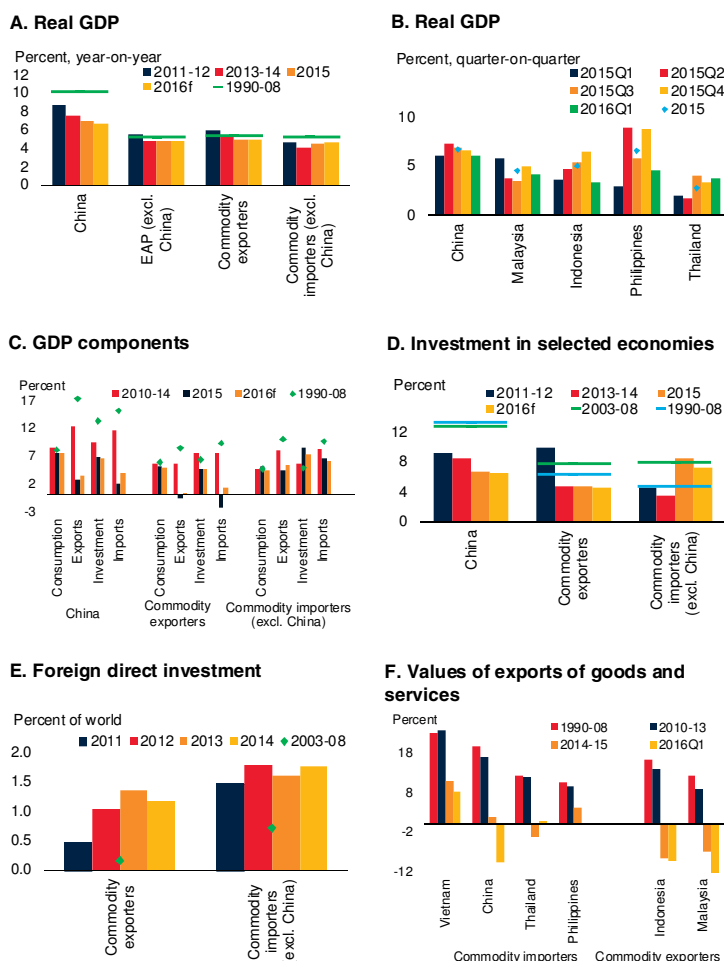 A. Real GDP
Percent, year-on-year
2011-12
2013-14
2015
2016f
1990-08
12
10
8
6
4
2
0
China
EAP (excl.
China)
Commodity
exporters
Commodity
importers (excl.
China)
B. Real GDP
Percent, quarter-on-quarter
2015Q1
2015Q2
2015Q3
2015Q4
2016Q1
2015
10
5
0
China
Malaysia
Indonesia
Philippines
Thailand
C. GDP components
Percent
2010-14
2015
2016f
1990-08
17
12
7
2
-3
Consumption
Exports
Investment
Imports
Consumption
Exports
Investment
Imports
Consumption
Exports
Investment
Imports
China
Commodity
exporters
Commodity importers
(excl. China)
D. Investment in selected economies
Percent
2011-12
2013-14
2015
2016f
2003-08
1990-08
12
8
4
0
China
Commodity
exporters
Commodity
importers
(excl. China)
E. Foreign direct investment
Percent of world
2011
2012
2013
2014
2003-08
2.0
1.5
1.0
0.5
0.0
Commodity
exporters
Commodity
importers
excl. China)
F. Values of exports of goods and
services
Percent
1990-08
2010-13
2014-15
2016Q1
18
8
-2
-12
Vietnam
China
Thailand
Philippines
Indonesia
Malaysia
Commodity importers
Commodity exporters